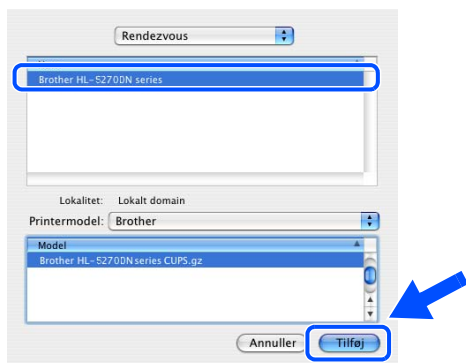 Rendezvous
Brother HL-5270DN series
Lokalitet: Lokalt domain
Printermodel: Brother
Model
Brother HL-5270DN series CUPS.gz
Annuller Tilføj